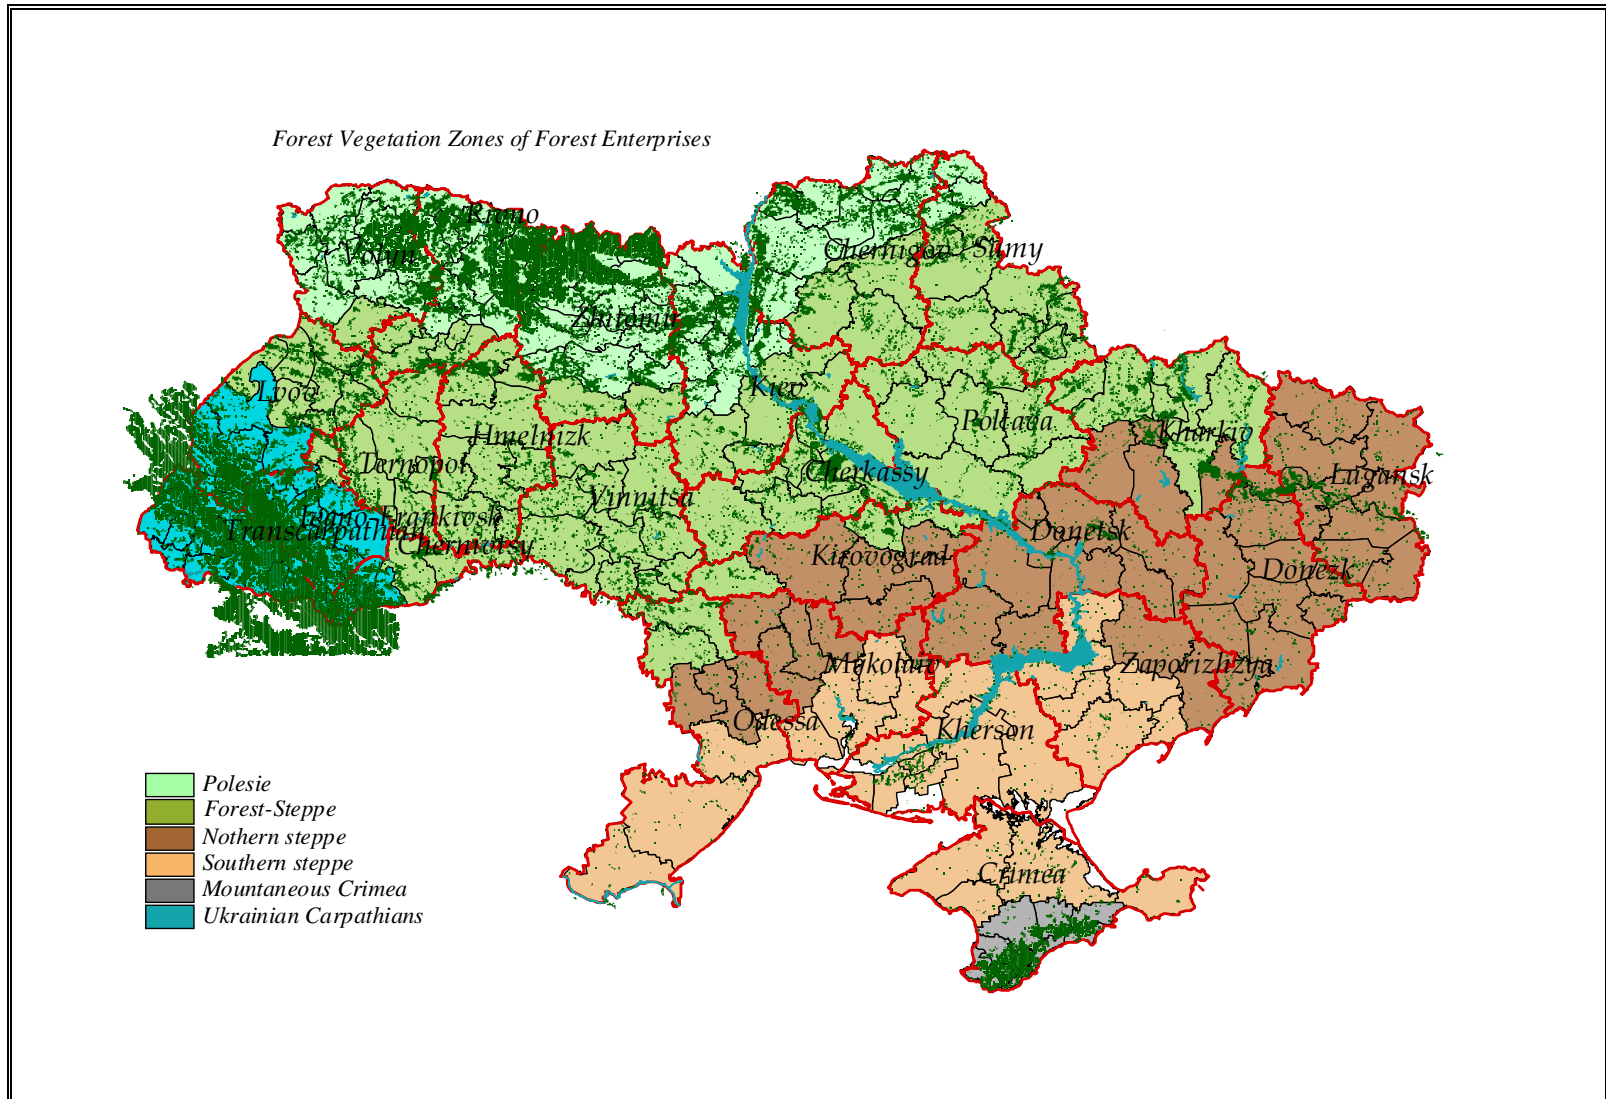 Forest Vegetation Zones of Forest Enterprises
Rivno
Volyn
Chernigov
Sumy
Zhitomir
Lvov
Kiev
Poltava
Hmelnizk
Kharkiv
Ternopol
Cherkassy
Lugansk
Vinnitsa
Ivano-Frankivsk
Transcarpathian
Chernivtsy
Donetsk
Kirovograd
Donezk
Mykolaiv
Zaporizhzya
Odessa
Kherson
Crimea
Polesie
Forest-Steppe
Nothern steppe
Southern steppe
Mountaneous Crimea
Ukrainian Carpathians